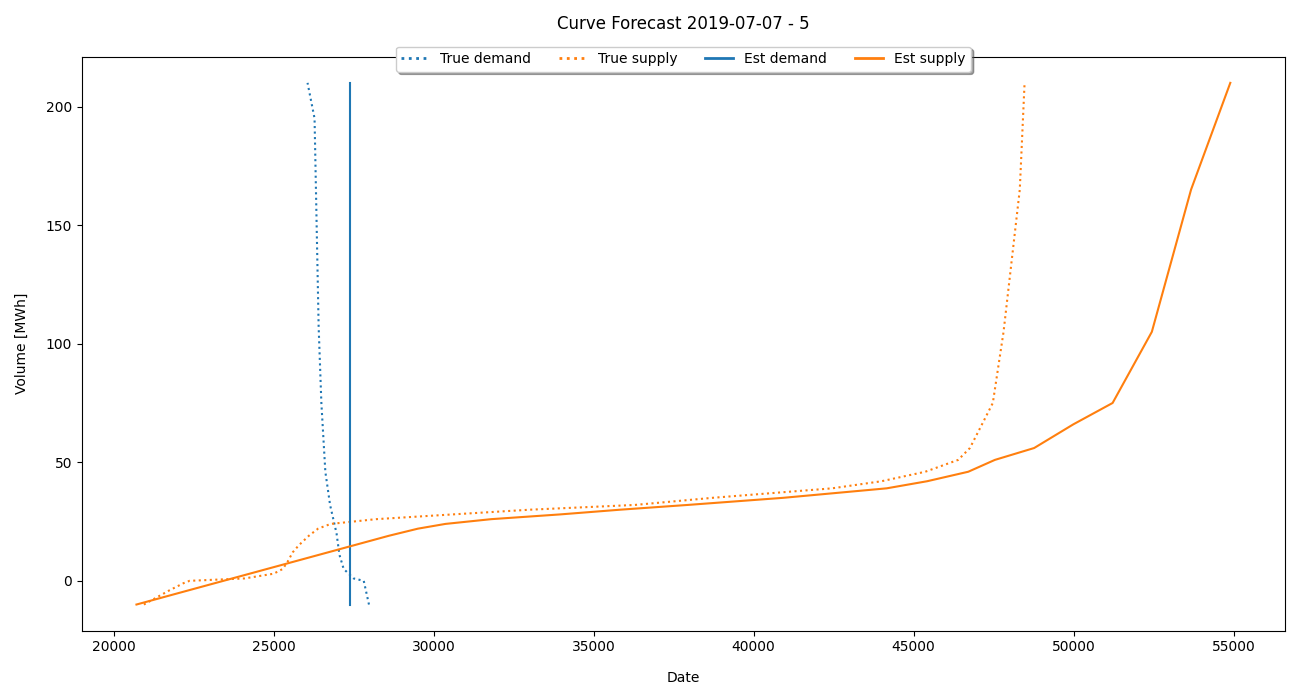 Curve Forecast 2019-07-07 - 5
True demand True supply Est demand Est supply
200
150
100
50
0
Volume [MWh]
20000 25000 30000 35000 40000 45000 50000 55000
Date